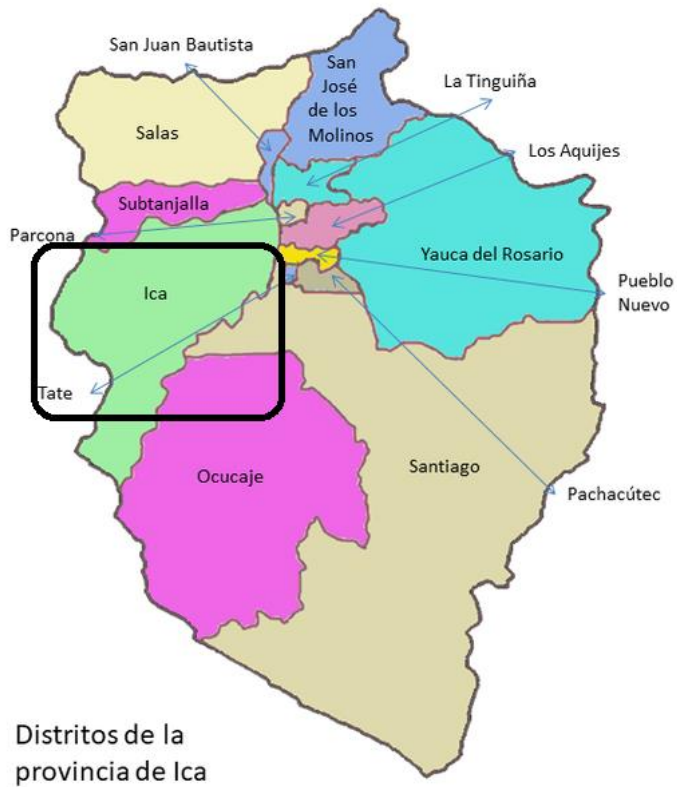 San Juan Bautista
San
José
de los
Molinos
La Tinguiña
Salas
Los Aquijes
Subtanjalla
Parcona
Yauca del Rosario
Ica
Pueblo
Nuevo
Tate
Santiago
Ocucaje
Pachacútec
Distritos de la
provincia de Ica